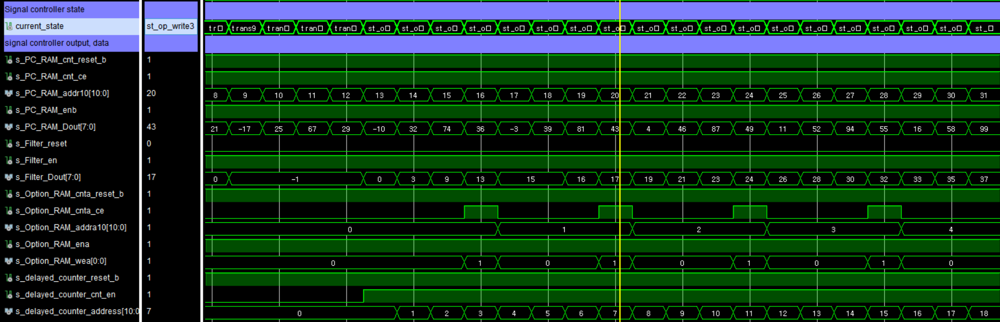 Signal controller state
current_state st_op_write3 tr□ trans9 tran□ tran□ tran□ st_o□ st_o□ st_o□ st_o□ st_o□ st_o□ st_o□ st_o□ st_o□ st_o□ st_o□ st_o□ st_o□ st_o□ st_o□ st_o□ st_o□ st_o□ st_□
signal controller output, data
s_PC_RAM_cnt_reset_b 1
s_PC_RAM_cnt_ce 1
s_PC_RAM_addr10[10:0] 20 8 9 10 11 12 13 14 15 16 17 18 19 20 21 22 23 24 25 26 27 28 29 30 31
s_PC_RAM_enb 1
s_PC_RAM_Dout[7:0] 43 21 -17 25 67 29 -10 32 74 36 -3 39 81 43 4 46 87 49 11 52 94 55 16 58 99
s_Filter_reset 0
s_Filter_en 1
s_Filter_Dout[7:0] 17 0 -1 0 3 9 13 15 16 17 19 21 23 24 26 28 30 32 33 35 37
s_Option_RAM_cnta_reset_b 1
s_Option_RAM_cnta_ce 1
s_Option_RAM_addra10[10:0] 1 0 1 2 3 4
s_Option_RAM_ena 1
s_Option_RAM_wea[0:0] 1 0 1 0 1 0 1 0 1 0
s_delayed_counter_reset_b 1
s_delayed_counter_cnt_en 1
s_delayed_counter_address[10:0 7 0 1 2 3 4 5 6 7 8 9 10 11 12 13 14 15 16 17 18